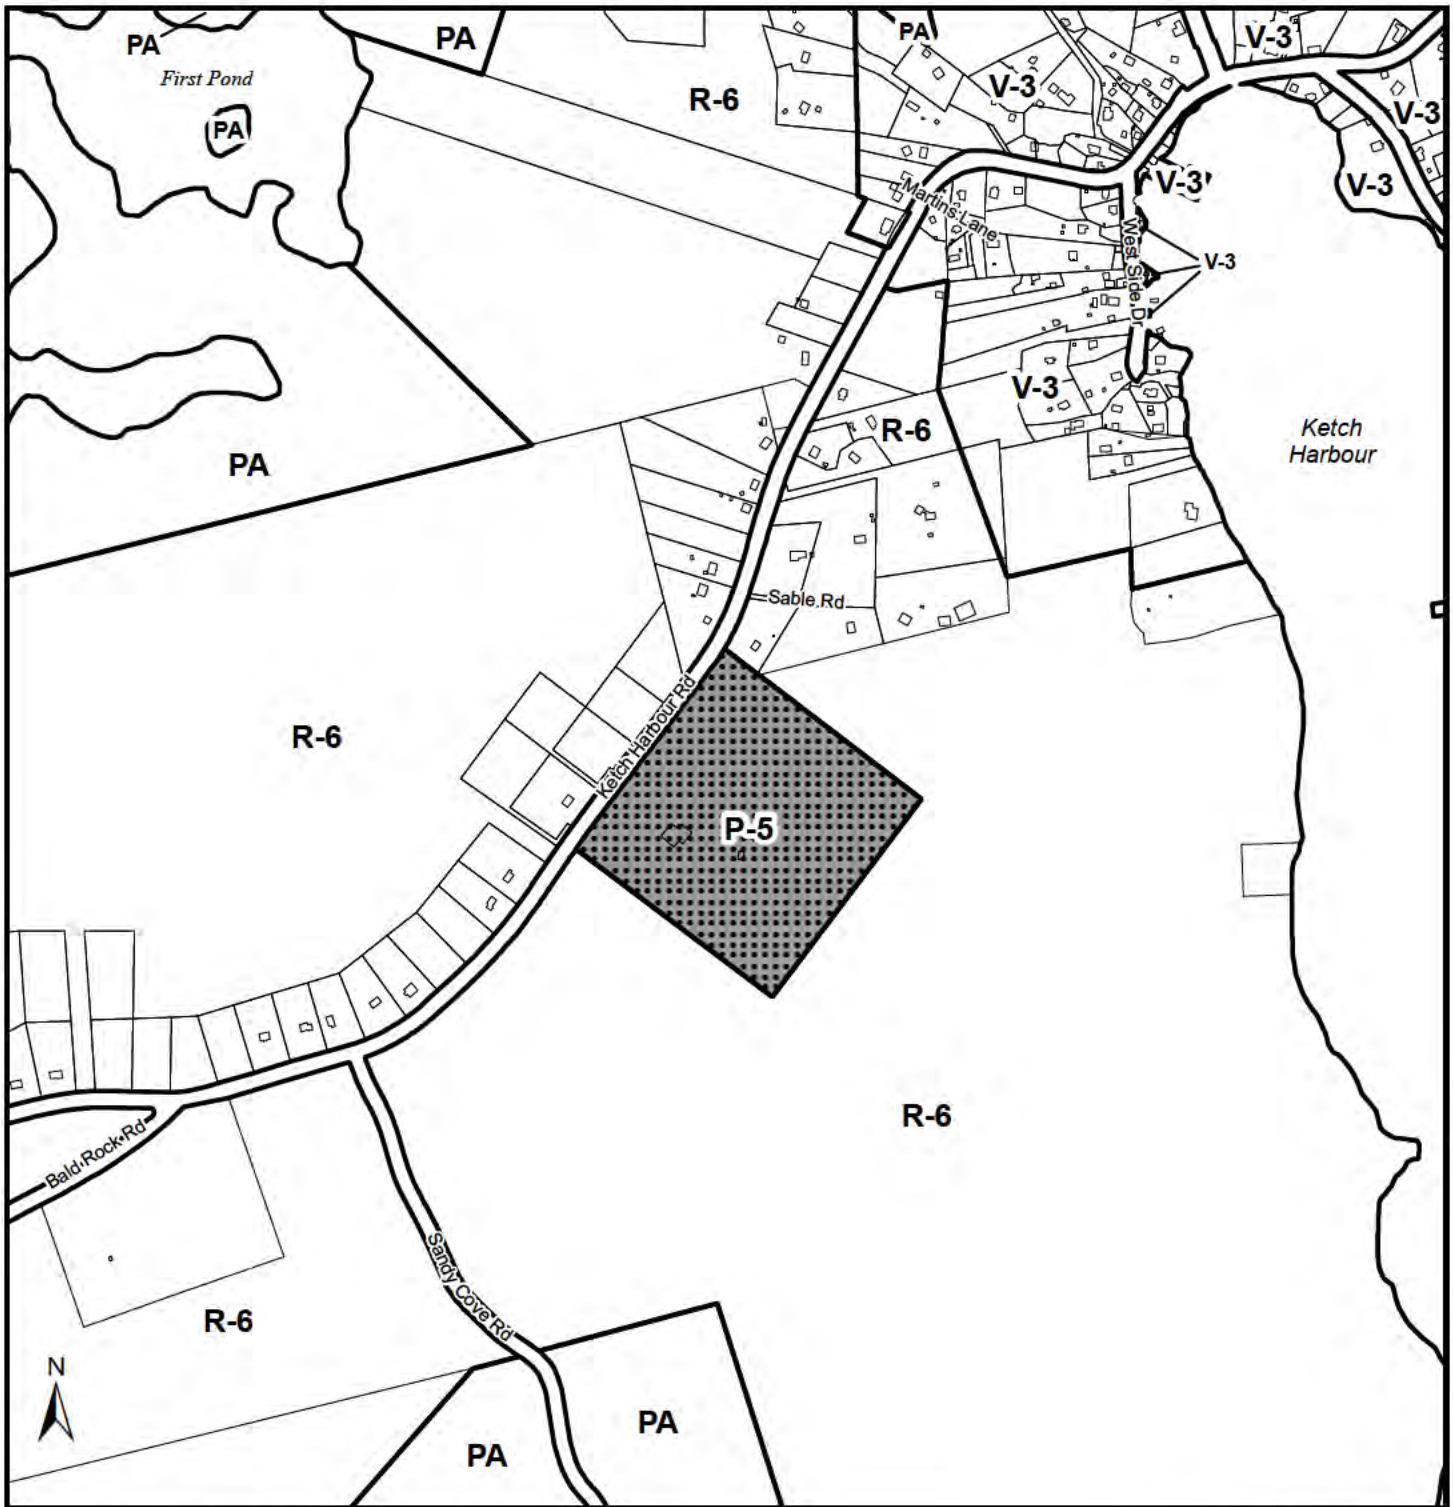 PA
PA
PA
V-3
First Pond
R-6
V-3
V-3
PA
V-3
V-3
Martins Lane
West Side Dr
V-3
V-3
R-6
Ketch
Harbour
PA
Sable Rd
Ketch Harbour Rd
R-6
P-5
R-6
Bald Rock Rd
Sandy Cove Rd
R-6
N
PA
PA